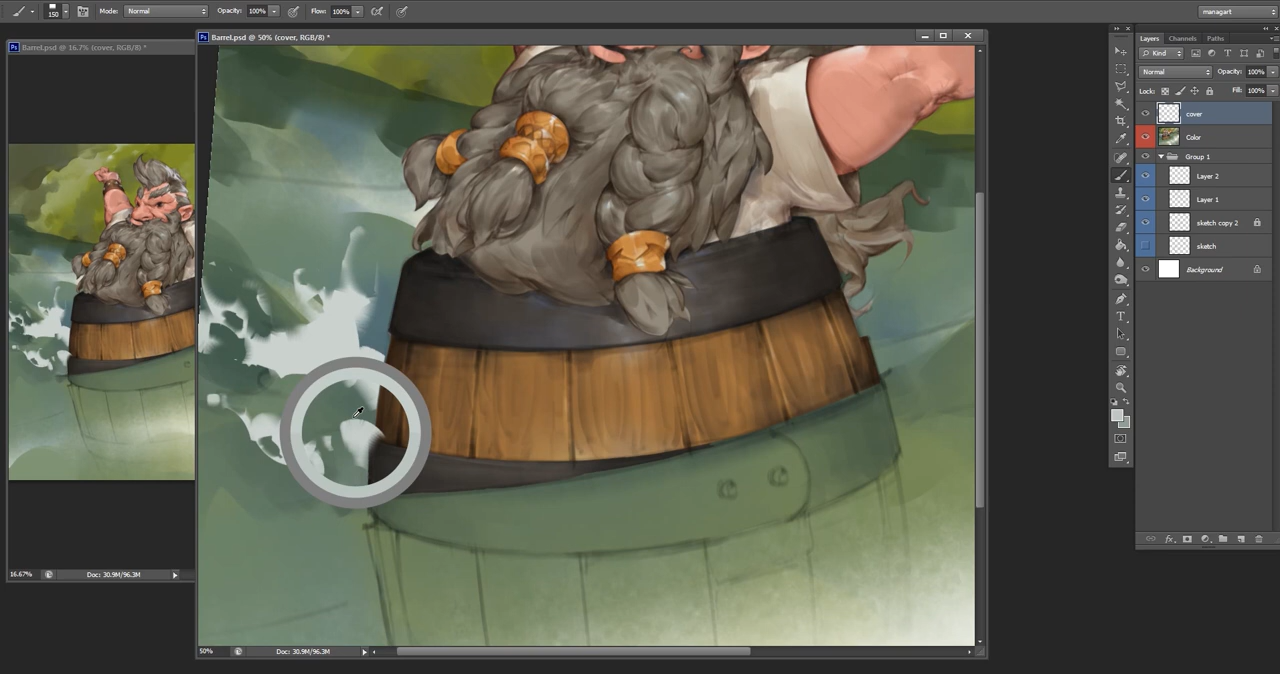 150
Mode: Normal
Opacity: 100%
Flow: 100%
managart
Barrel.psd @ 16.7% (cover, RGB/8) *
Barrel.psd @ 50% (cover, RGB/8) *
16.67%
Doc: 30.9M/96.3M
50%
Doc: 30.9M/96.3M
Layers
Channels
Paths
Kind
Normal
Opacity: 100%
Lock:
Fill: 100%
cover
Color
Group 1
Layer 2
Layer 1
sketch copy 2
sketch
Background
fx